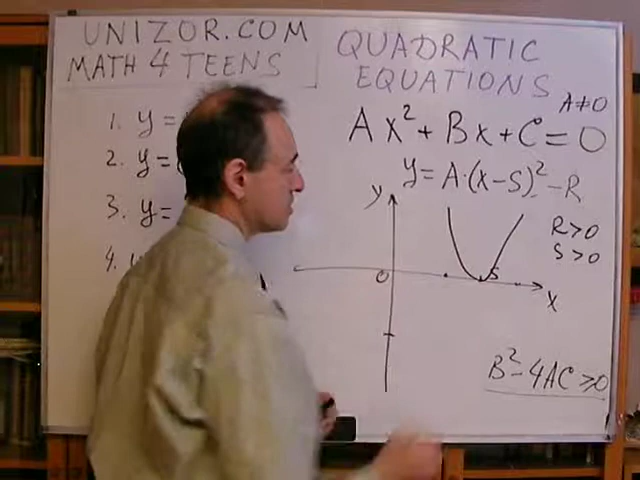 UNIZOR.COM
MATH 4 TEENS
QUADRATIC
EQUATIONS
A≠0
Ax²+Bx+C=0
y=A·(x-S)²-R
1. y=
2. y=
3. y=
4.
y
R>0
S>0
0
S
x
B²-4AC≥0